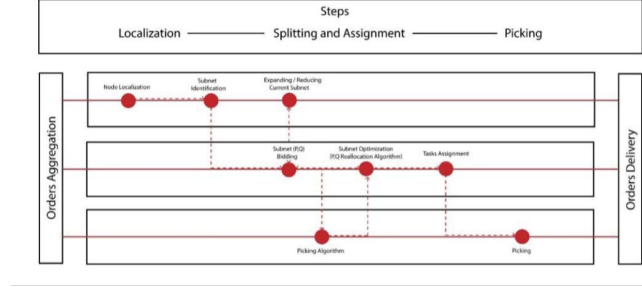 Steps
Localization
Splitting and Assignment
Picking
Orders Aggregation
Orders Delivery
Node Localization
Subnet
Identification
Expanding / Reducing
Current Subnet
Subnet (P,Q)
Bidding
Subnet Optimization
(P,Q Reallocation Algorithm)
Tasks Assignment
Picking Algorithm
Picking